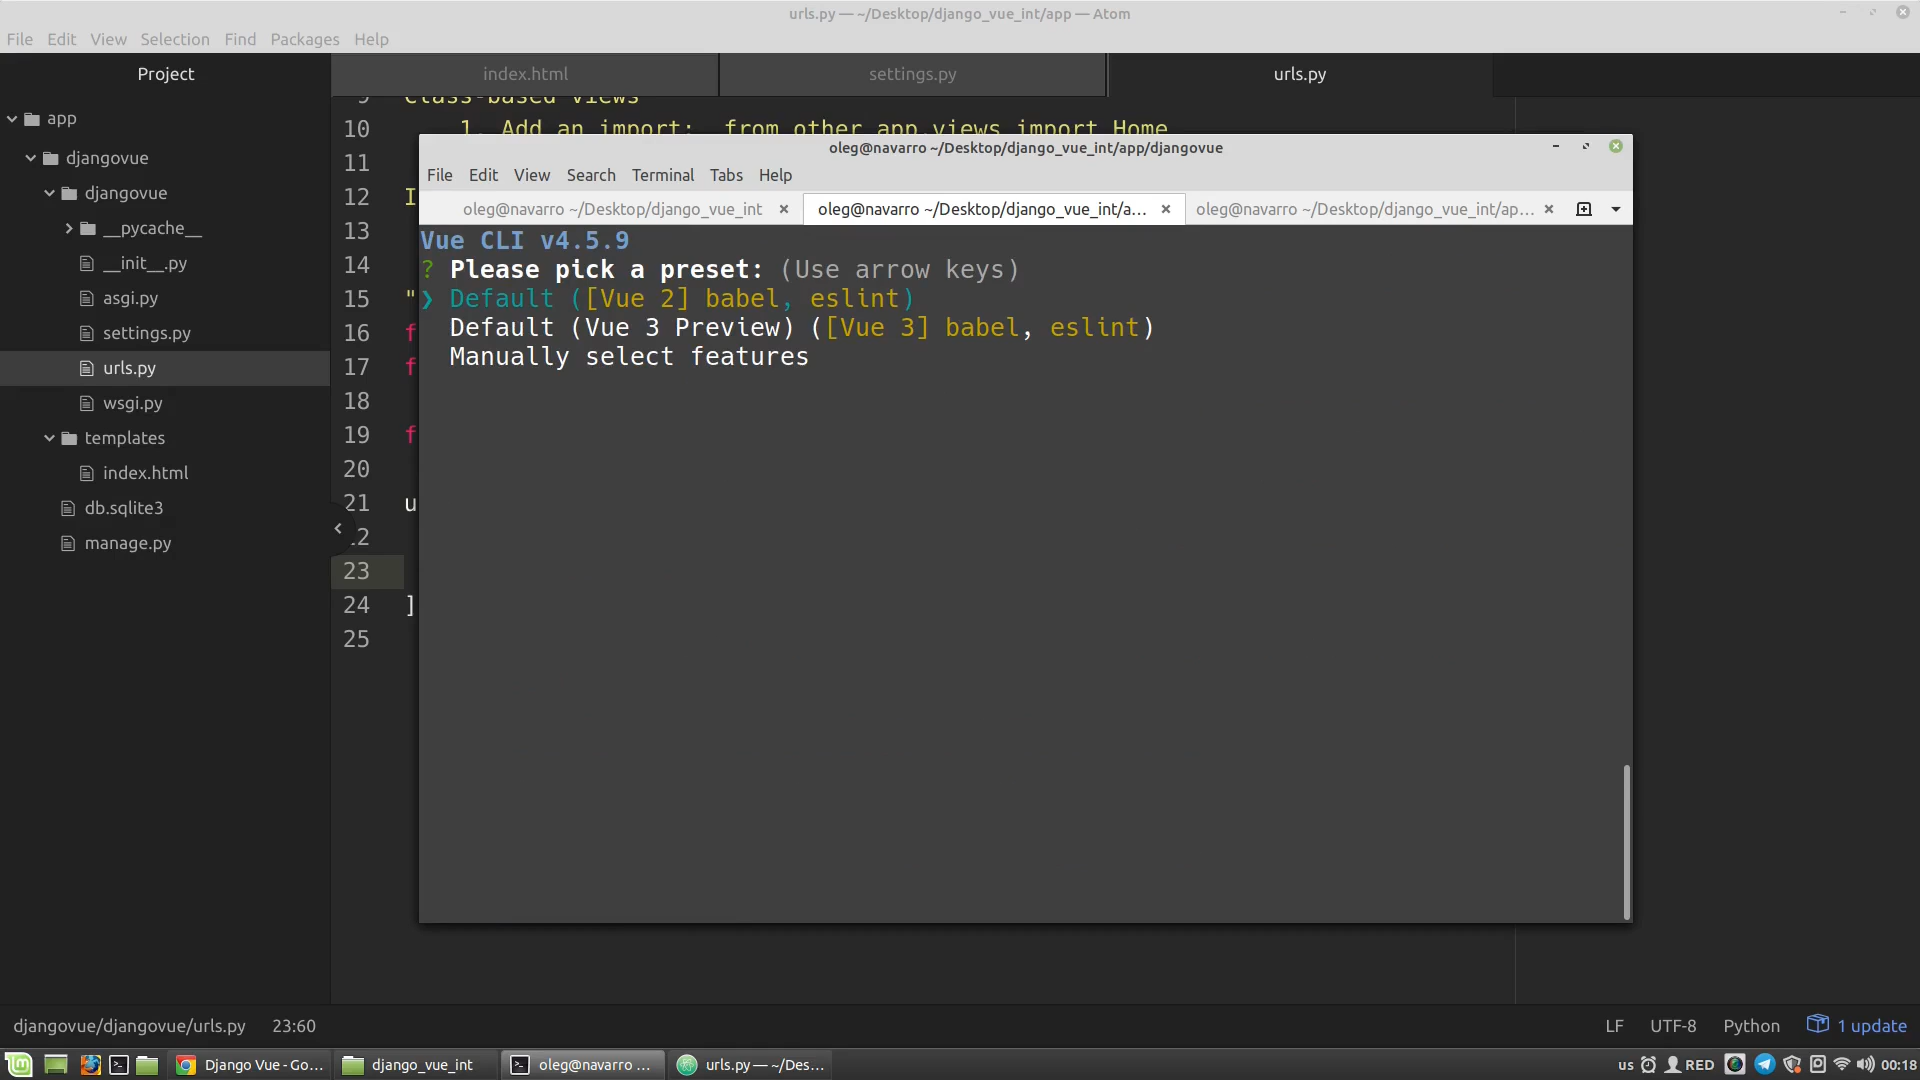 urls.py — ~/Desktop/django_vue_int/app — Atom
File Edit View Selection Find Packages Help
Project
index.html
settings.py
urls.py
app
djangovue
djangovue
__pycache__
__init__.py
asgi.py
settings.py
urls.py
wsgi.py
templates
index.html
db.sqlite3
manage.py
9 Class-based views
10 1. Add an import: from other_app.views import Home
11
12 I
13
14
15 "
16 f
17 f
18
19 f
20
21 u
22
23
24 ]
25
oleg@navarro ~/Desktop/django_vue_int/app/djangovue
File Edit View Search Terminal Tabs Help
oleg@navarro ~/Desktop/django_vue_int
oleg@navarro ~/Desktop/django_vue_int/a...
oleg@navarro ~/Desktop/django_vue_int/ap...
Vue CLI v4.5.9
? Please pick a preset: (Use arrow keys)
❯ Default ([Vue 2] babel, eslint)
Default (Vue 3 Preview) ([Vue 3] babel, eslint)
Manually select features
djangovue/djangovue/urls.py 23:60
LF UTF-8 Python 1 update
Django Vue - Go...
django_vue_int
oleg@navarro ...
urls.py — ~/Des...
us RED 00:18